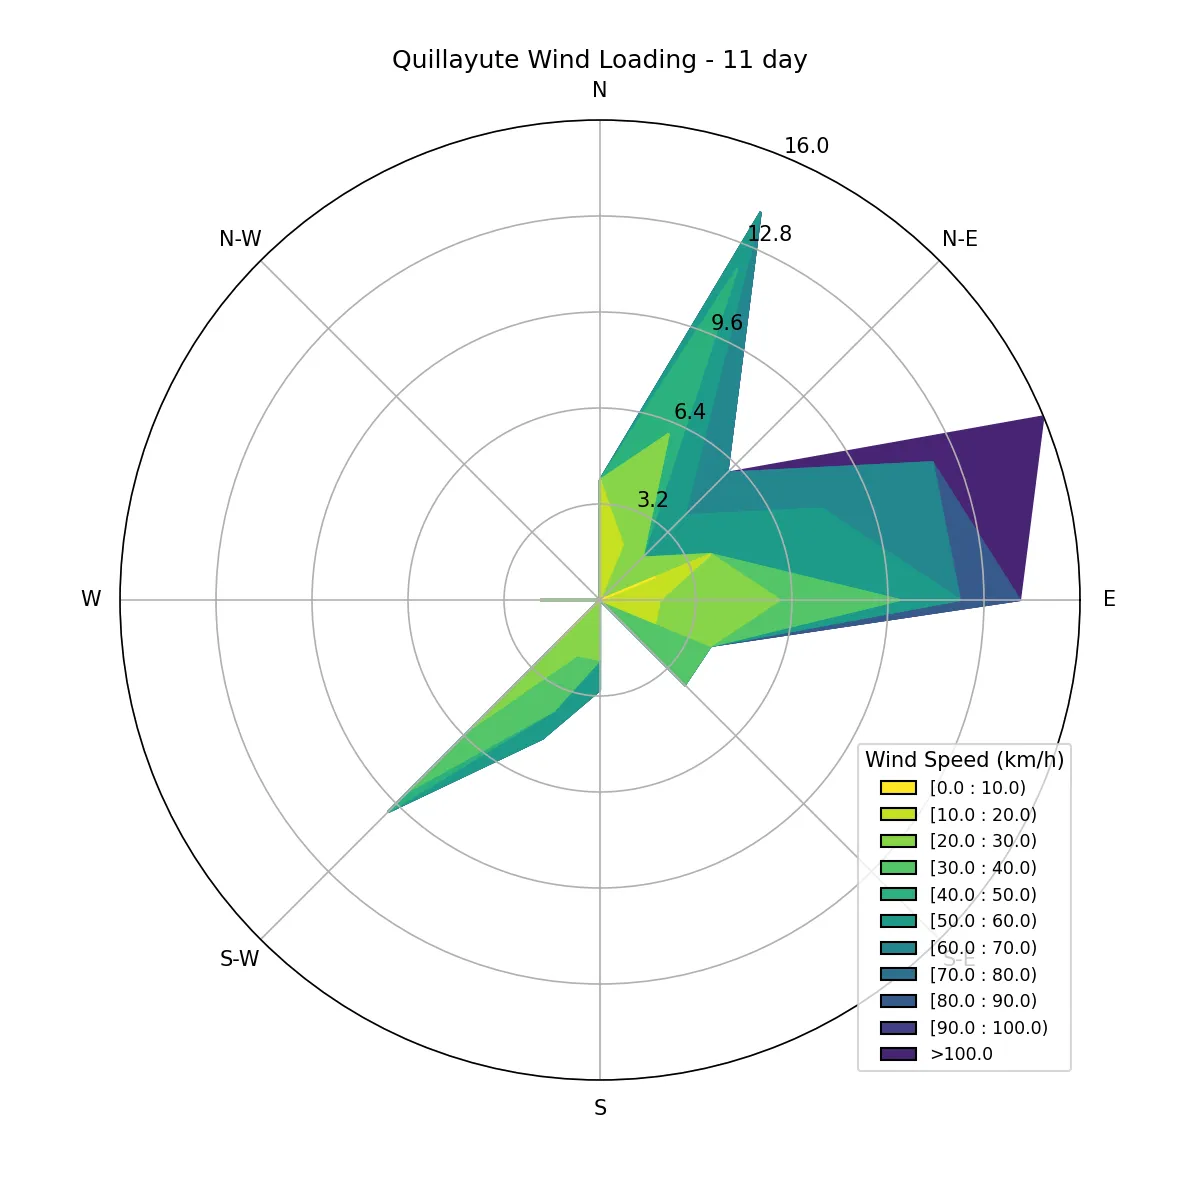 Quillayute Wind Loading - 11 day
N
16.0
12.8
N-W
N-E
9.6
6.4
3.2
W
E
Wind Speed (km/h)
[0.0 : 10.0)
[10.0 : 20.0)
[20.0 : 30.0)
[30.0 : 40.0)
[40.0 : 50.0)
[50.0 : 60.0)
[60.0 : 70.0)
[70.0 : 80.0)
[80.0 : 90.0)
[90.0 : 100.0)
>100.0
S-W
S-E
S